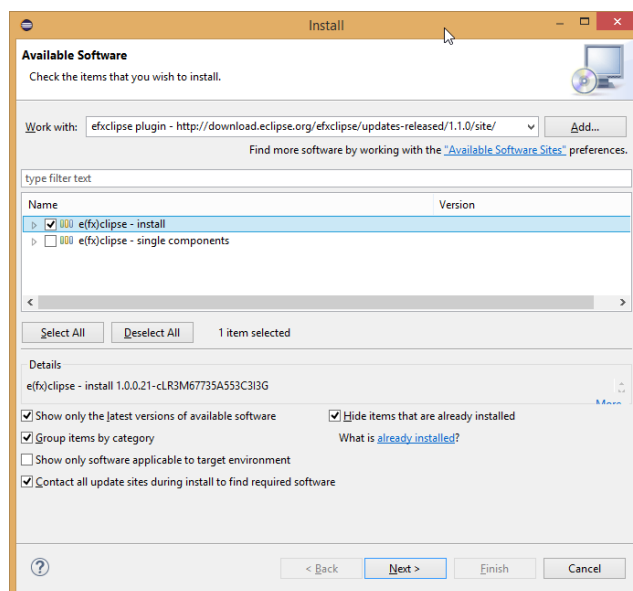 Install
Available Software
Check the items that you wish to install.
Work with: efxclipse plugin - http://download.eclipse.org/efxclipse/updates-released/1.1.0/site/ Add...
Find more software by working with the "Available Software Sites" preferences.
type filter text
Name Version
e(fx)clipse - install
e(fx)clipse - single components
Select All Deselect All 1 item selected
Details
e(fx)clipse - install 1.0.0.21-cLR3M67735A553C3I3G
More
Show only the latest versions of available software Hide items that are already installed
Group items by category What is already installed?
Show only software applicable to target environment
Contact all update sites during install to find required software
? < Back Next > Finish Cancel